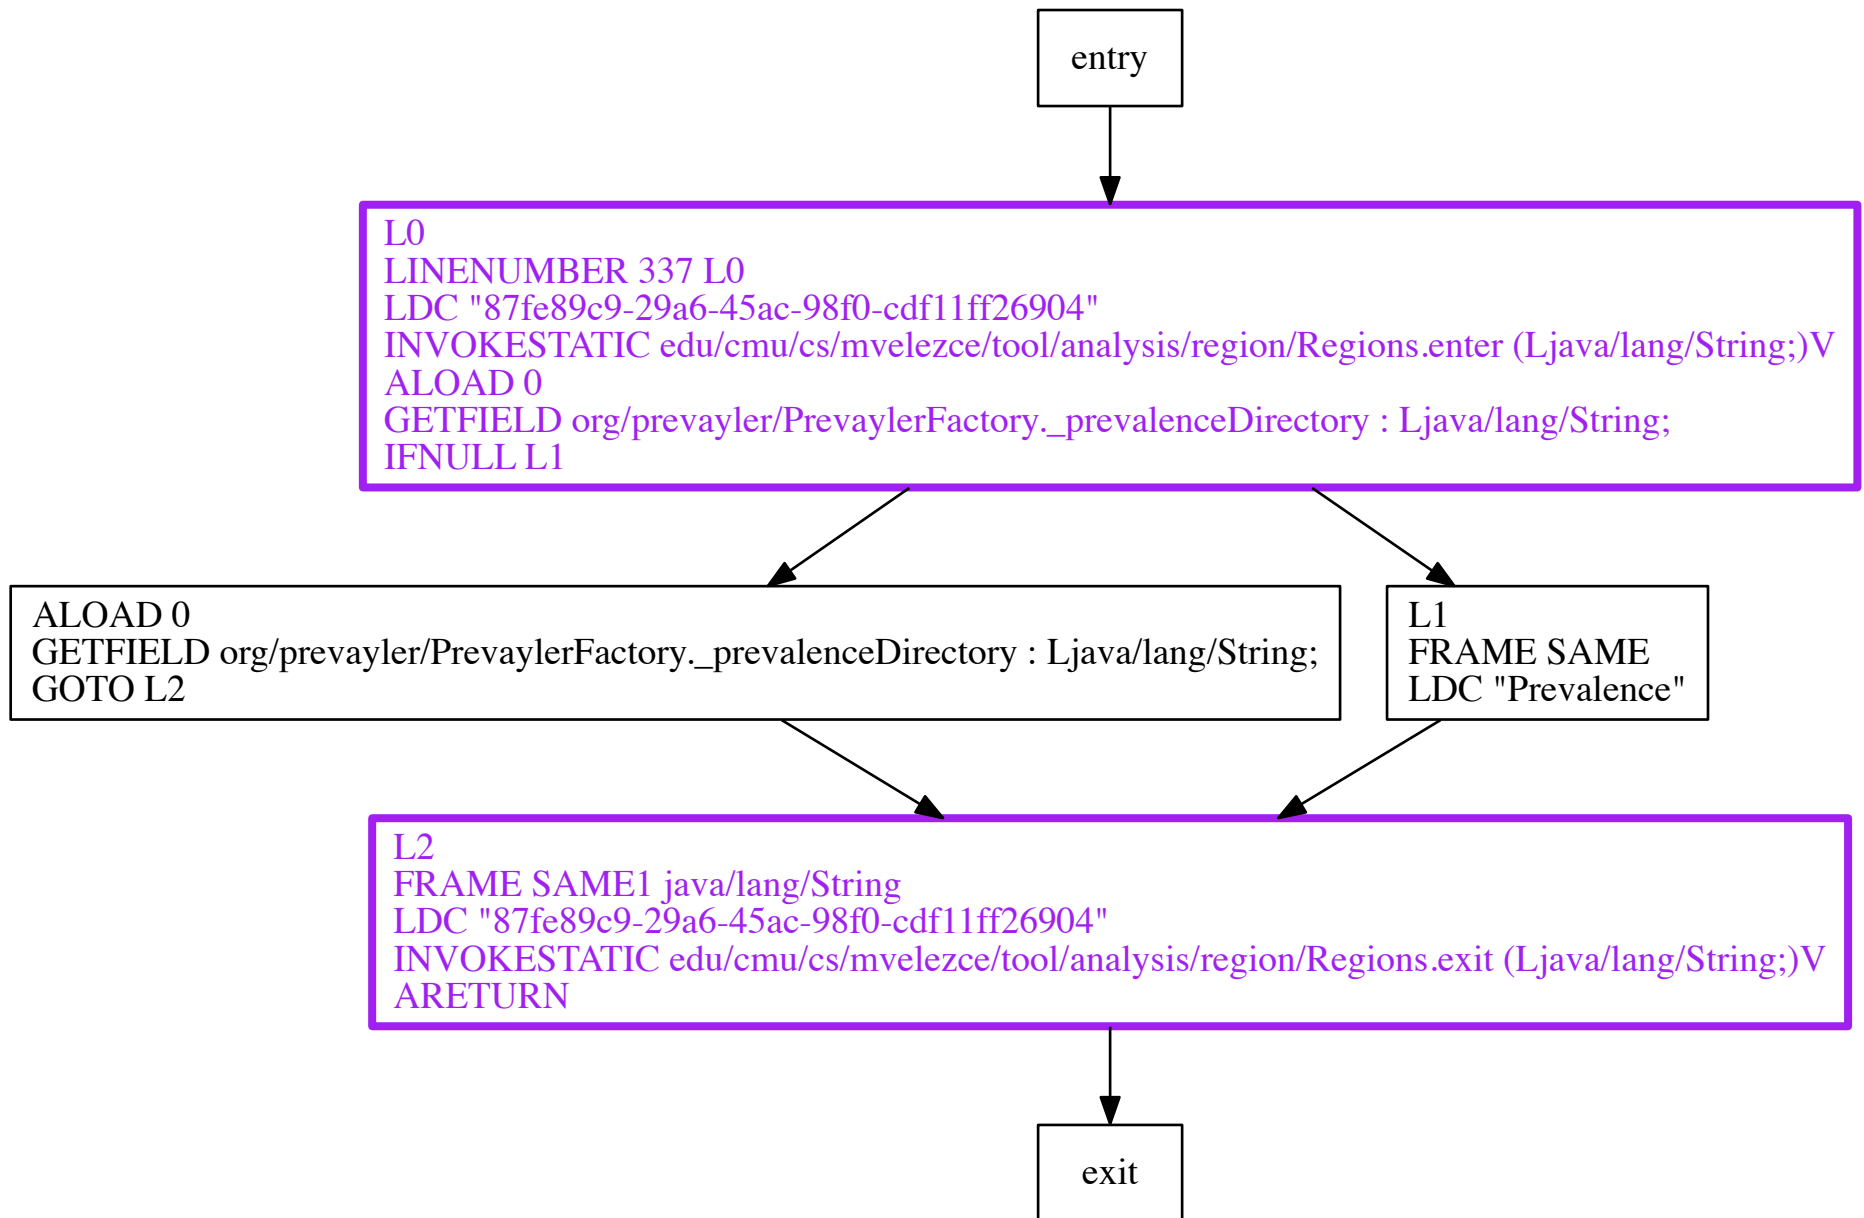 entry
L0
LINENUMBER 337 L0
LDC "87fe89c9-29a6-45ac-98f0-cdf11ff26904"
INVOKESTATIC edu/cmu/cs/mvelezce/tool/analysis/region/Regions.enter (Ljava/lang/String;)V
ALOAD 0
GETFIELD org/prevayler/PrevaylerFactory._prevalenceDirectory : Ljava/lang/String;
IFNULL L1
ALOAD 0
GETFIELD org/prevayler/PrevaylerFactory._prevalenceDirectory : Ljava/lang/String;
GOTO L2
L1
FRAME SAME
LDC "Prevalence"
L2
FRAME SAME1 java/lang/String
LDC "87fe89c9-29a6-45ac-98f0-cdf11ff26904"
INVOKESTATIC edu/cmu/cs/mvelezce/tool/analysis/region/Regions.exit (Ljava/lang/String;)V
ARETURN
exit